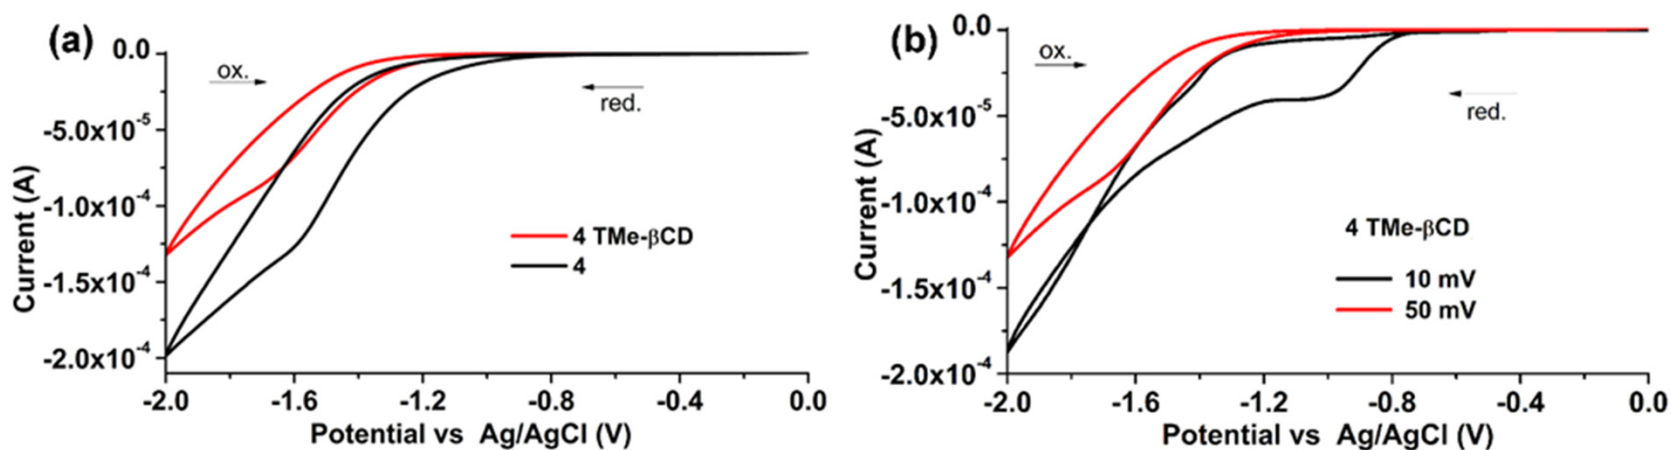 (a)
ox.
red.
0.0
-5.0x10⁻⁵
-1.0x10⁻⁴
-1.5x10⁻⁴
-2.0x10⁻⁴
Current (A)
4 TMe-βCD
4
-2.0 -1.6 -1.2 -0.8 -0.4 0.0
Potential vs Ag/AgCl (V)
(b)
ox.
red.
0.0
-5.0x10⁻⁵
-1.0x10⁻⁴
-1.5x10⁻⁴
-2.0x10⁻⁴
Current (A)
4 TMe-βCD
10 mV
50 mV
-2.0 -1.6 -1.2 -0.8 -0.4 0.0
Potential vs Ag/AgCl (V)